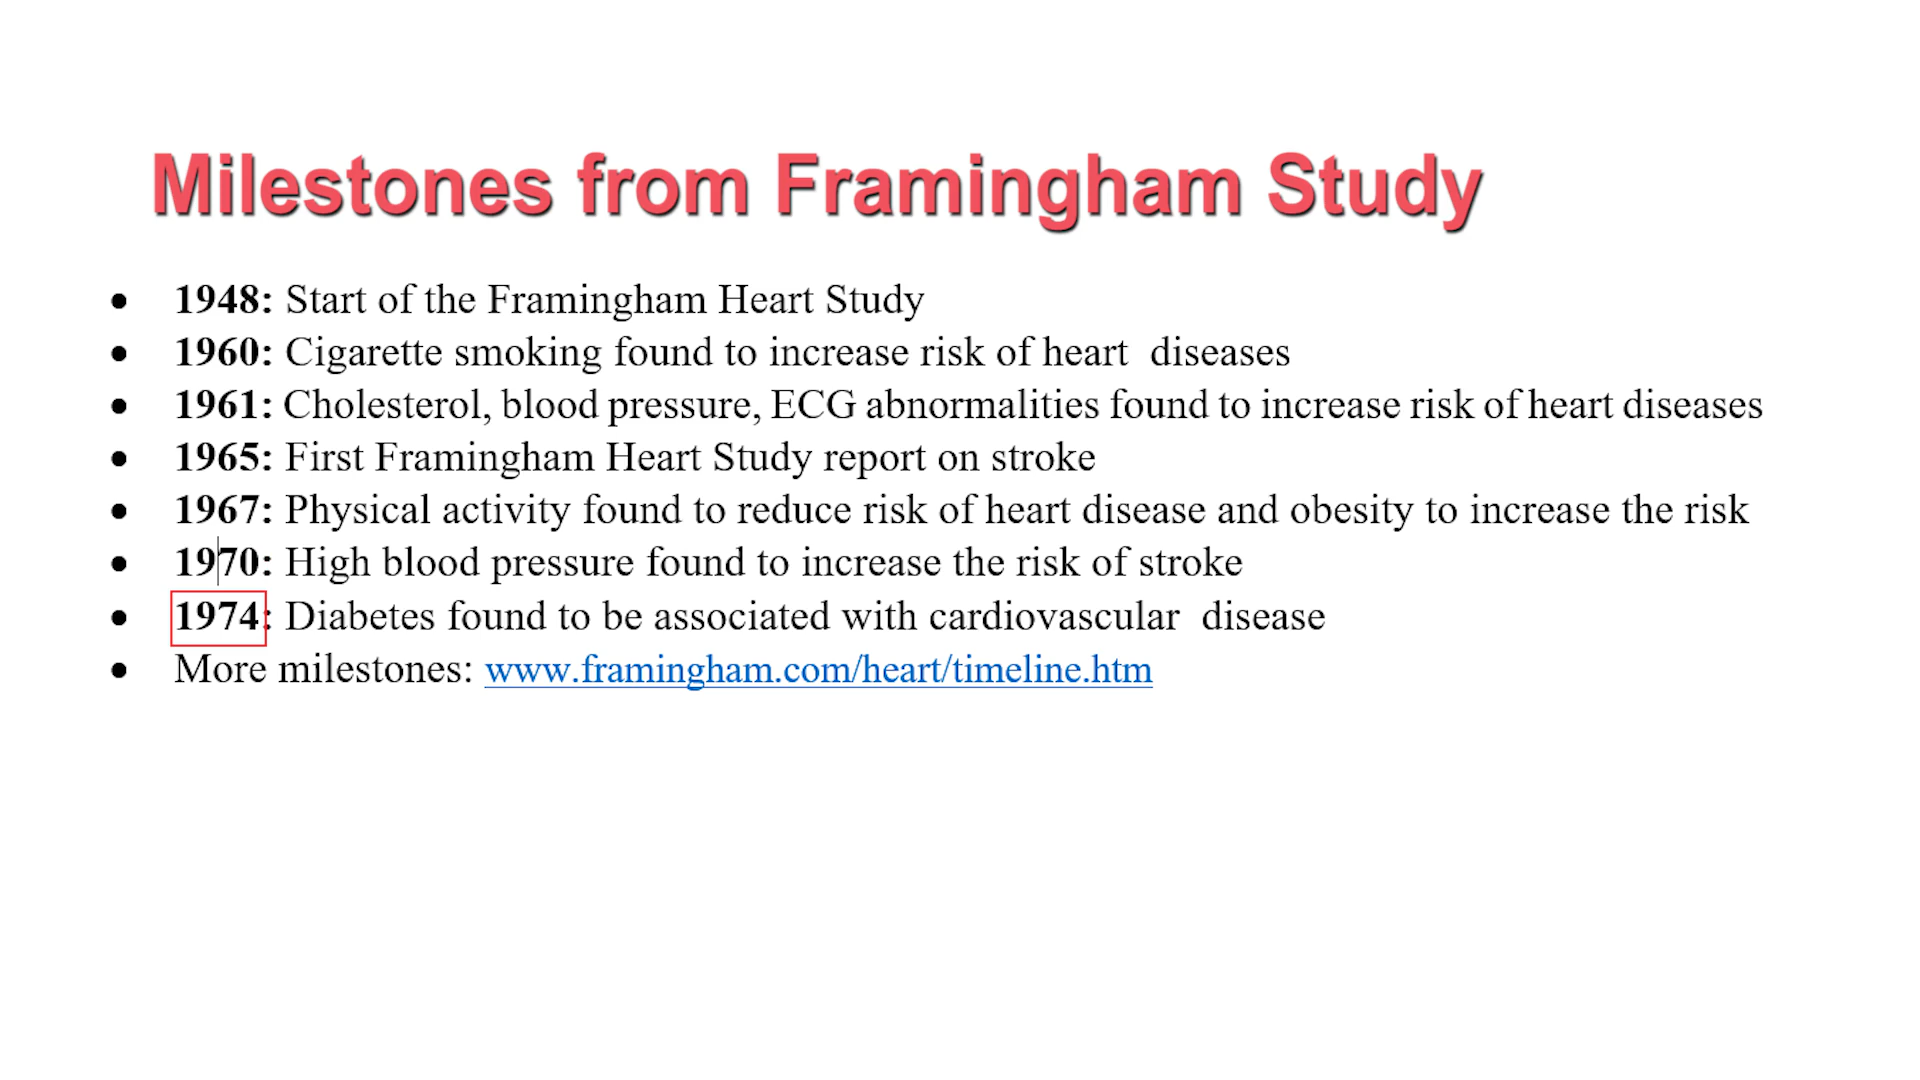 Milestones from Framingham Study
• 1948: Start of the Framingham Heart Study
• 1960: Cigarette smoking found to increase risk of heart diseases
• 1961: Cholesterol, blood pressure, ECG abnormalities found to increase risk of heart diseases
• 1965: First Framingham Heart Study report on stroke
• 1967: Physical activity found to reduce risk of heart disease and obesity to increase the risk
• 1970: High blood pressure found to increase the risk of stroke
• 1974: Diabetes found to be associated with cardiovascular disease
• More milestones: www.framingham.com/heart/timeline.htm